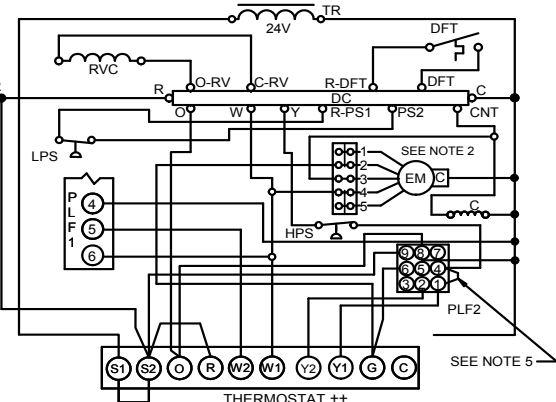 TR
24V
DFT
RVC
O-RV C-RV R-DFT DFT
R DC C
O W Y R-PS1 PS2 CNT
LPS
SEE NOTE 2
1
2
3
4
5
EM C
C
HPS
PLF1
4
5
6
9 8 7
6 5 4
3 2 1
PLF2
SEE NOTE 5
S1 S2 O R W2 W1 Y2 Y1 G C
THERMOSTAT ++